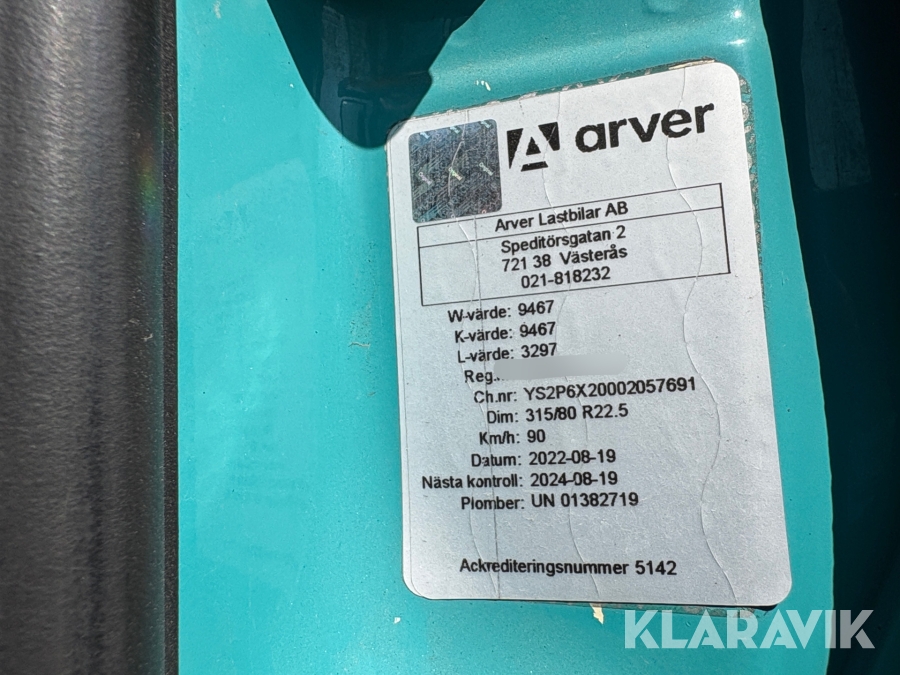 arver
Arver Lastbilar AB
Speditörsgatan 2
721 38 Västerås
021-818232
W-värde: 9467
K-värde: 9467
L-värde: 3297
Reg..
Ch.nr: YS2P6X20002057691
Dim: 315/80 R22.5
Km/h: 90
Datum: 2022-08-19
Nästa kontroll: 2024-08-19
Plomber: UN 01382719
Ackrediteringsnummer 5142
KLARAVIK